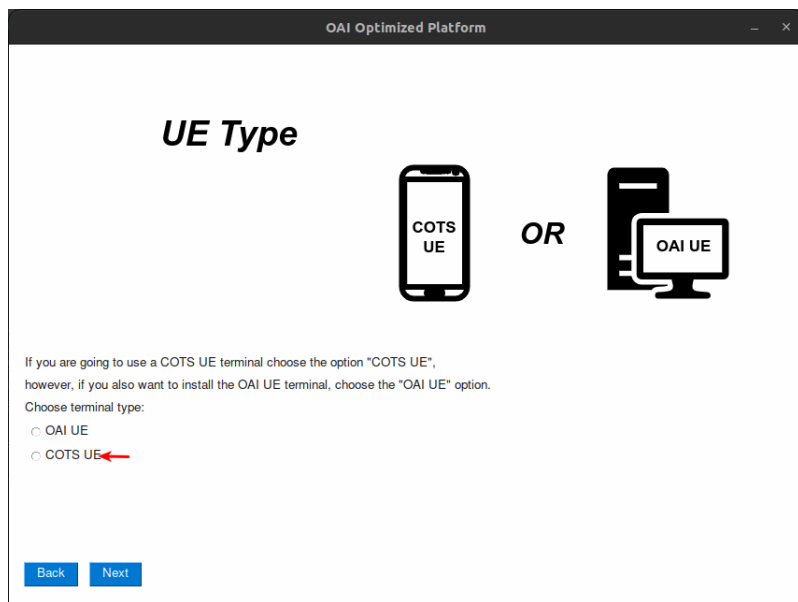 OAI Optimized Platform
UE Type
COTS
UE
OR
OAI UE
If you are going to use a COTS UE terminal choose the option "COTS UE",
however, if you also want to install the OAI UE terminal, choose the "OAI UE" option.
Choose terminal type:
OAI UE
COTS UE
Back
Next